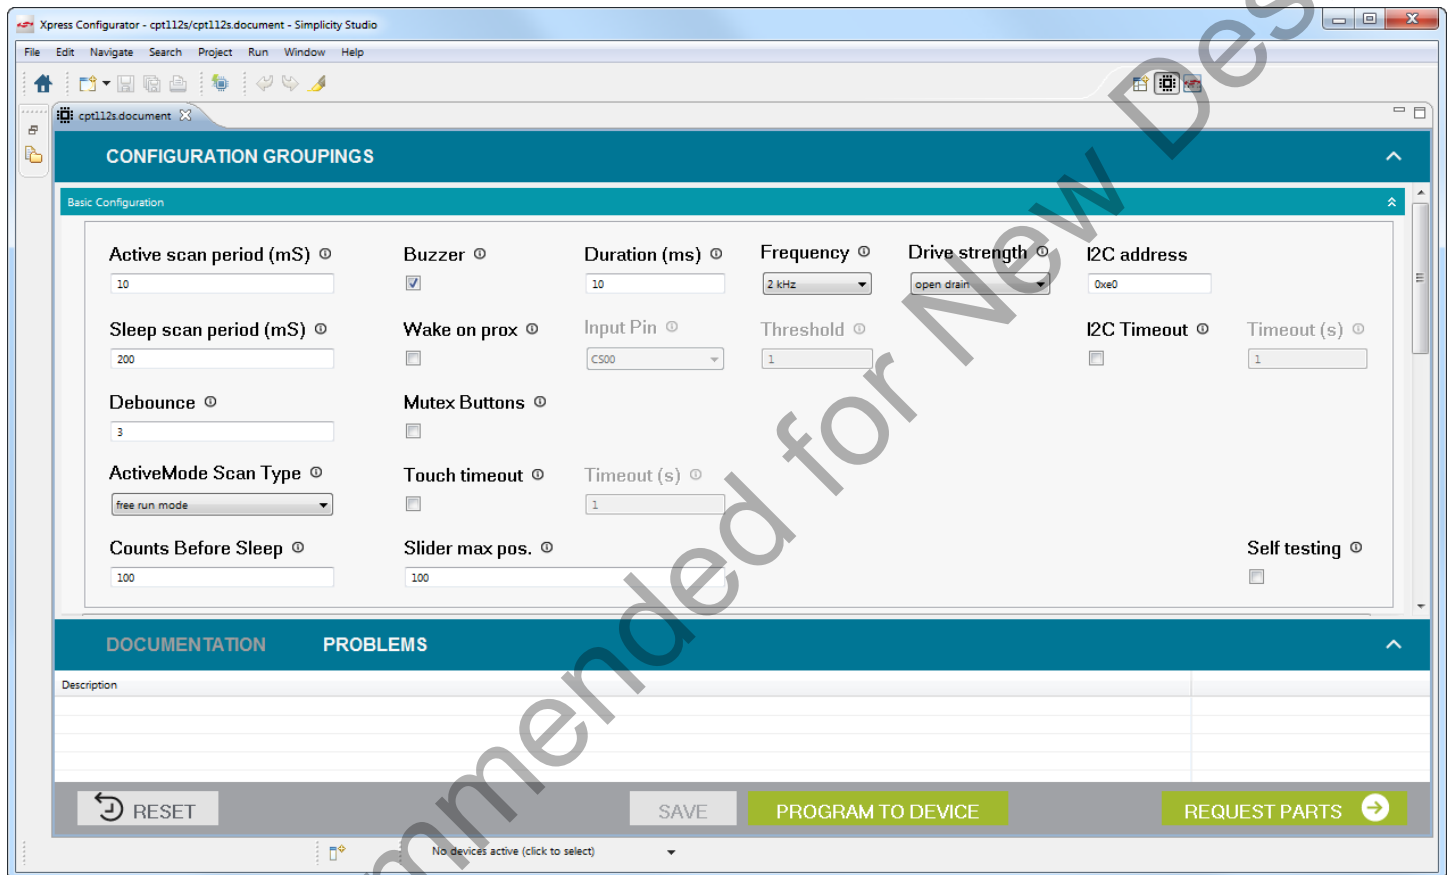 Xpress Configurator - cpt112s/cpt112s.document - Simplicity Studio
File Edit Navigate Search Project Run Window Help
cpt112s.document
CONFIGURATION GROUPINGS
Basic Configuration
Active scan period (mS) Buzzer Duration (ms) Frequency Drive strength I2C address
10 10 2 kHz open drain 0xe0
Sleep scan period (mS) Wake on prox Input Pin Threshold I2C Timeout Timeout (s)
200 CS00 1 1
Debounce Mutex Buttons
3
ActiveMode Scan Type Touch timeout Timeout (s)
free run mode 1
Counts Before Sleep Slider max pos. Self testing
100 100
DOCUMENTATION PROBLEMS
Description
RESET SAVE PROGRAM TO DEVICE REQUEST PARTS
No devices active (click to select)
mmended for New Des